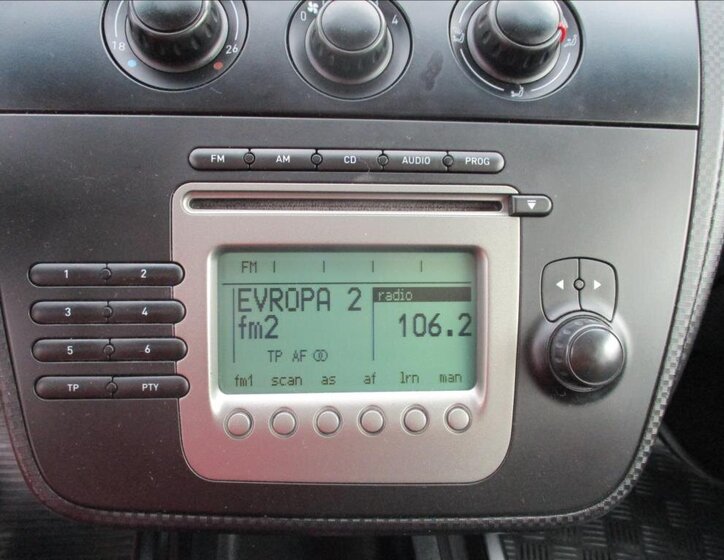 18 26 0 4
FM AM CD AUDIO PROG
FM
EVROPA 2 radio
fm2 106.2
TP AF
fm1 scan as af lrn man
1 2
3 4
5 6
TP PTY